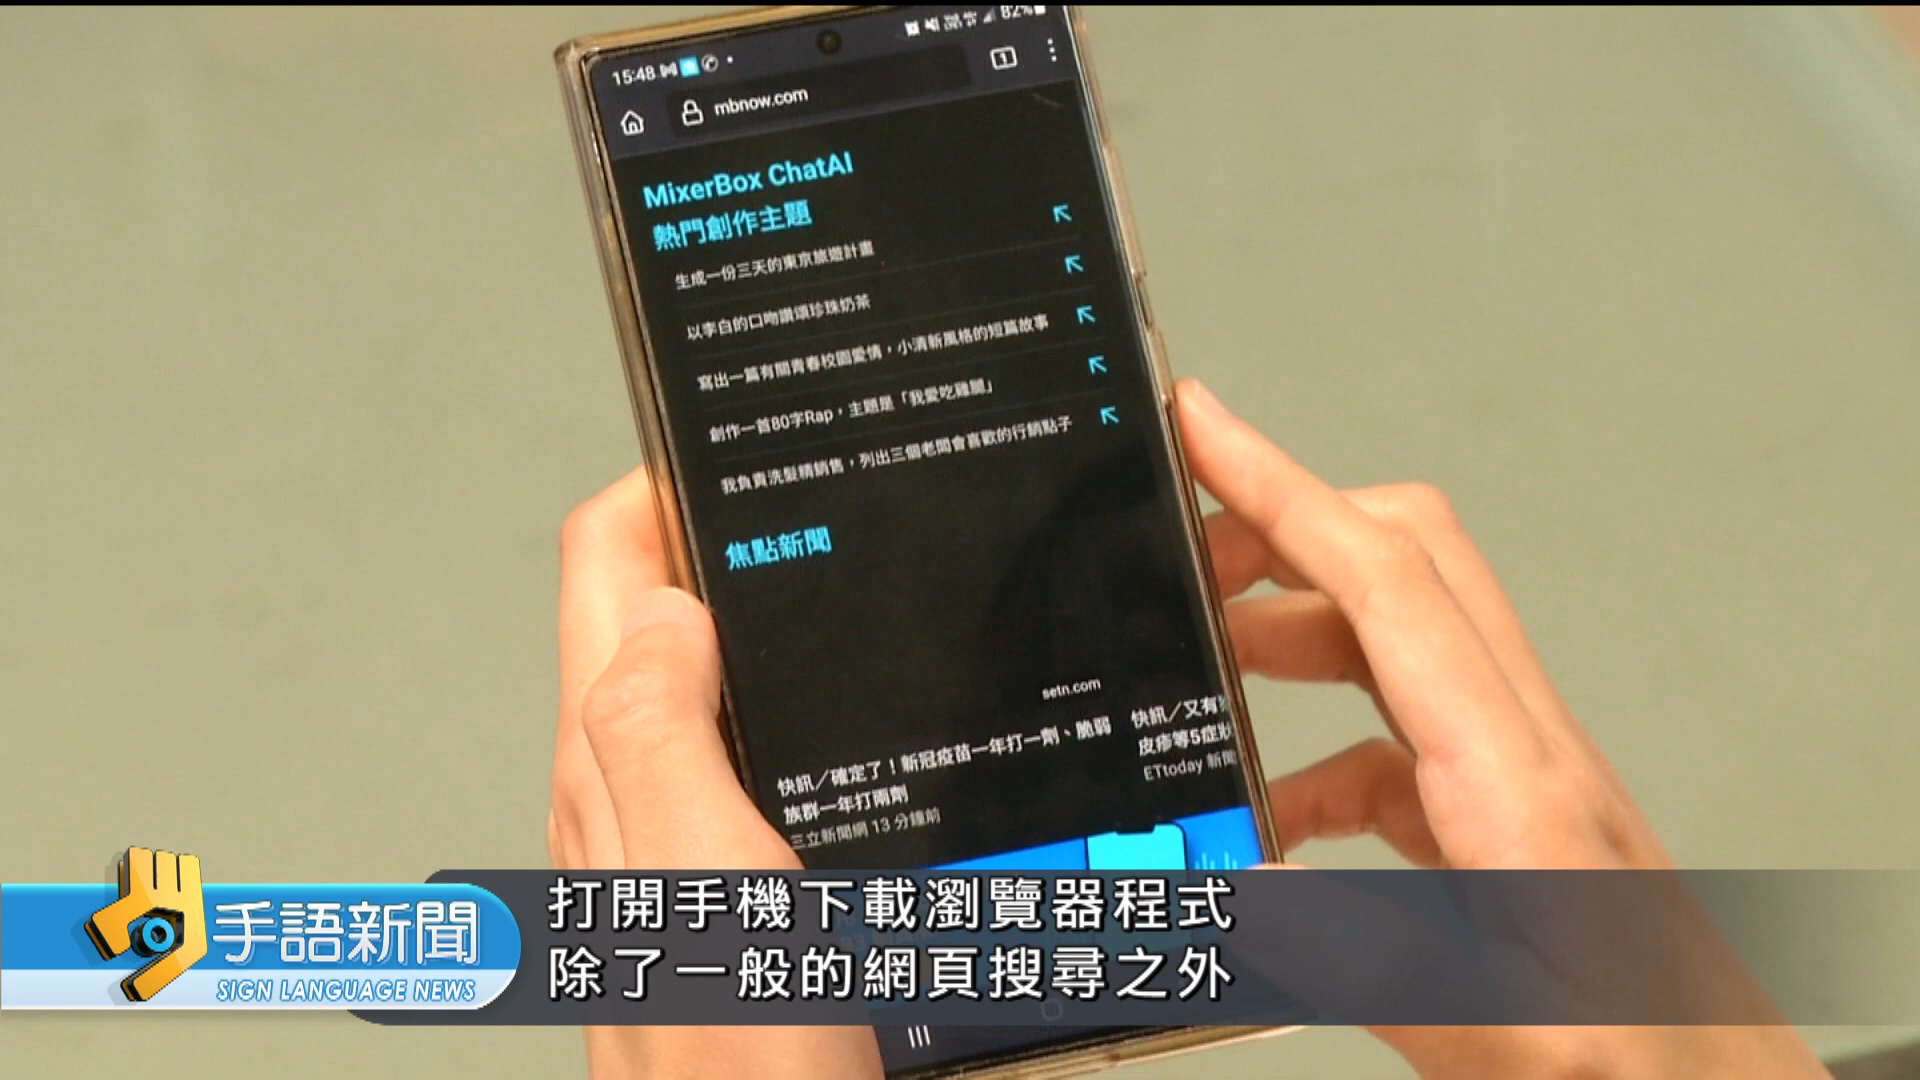 15:48
82%
1
mbnow.com
MixerBox ChatAI
熱門創作主題
生成一份三天的東京旅遊計畫
以李白的口吻讚頌珍珠奶茶
寫出一篇有關青春校園愛情，小清新風格的短篇故事
創作一首80字Rap，主題是「我愛吃雞腿」
我負責洗髮精銷售，列出三個老闆會喜歡的行銷點子
焦點新聞
setn.com
快訊／確定了！新冠疫苗一年打一劑、脆弱
族群一年打兩劑
三立新聞網 13 分鐘前
快訊／又有
皮疹等5症狀
ETtoday 新聞
手語新聞
SIGN LANGUAGE NEWS
打開手機下載瀏覽器程式
除了一般的網頁搜尋之外